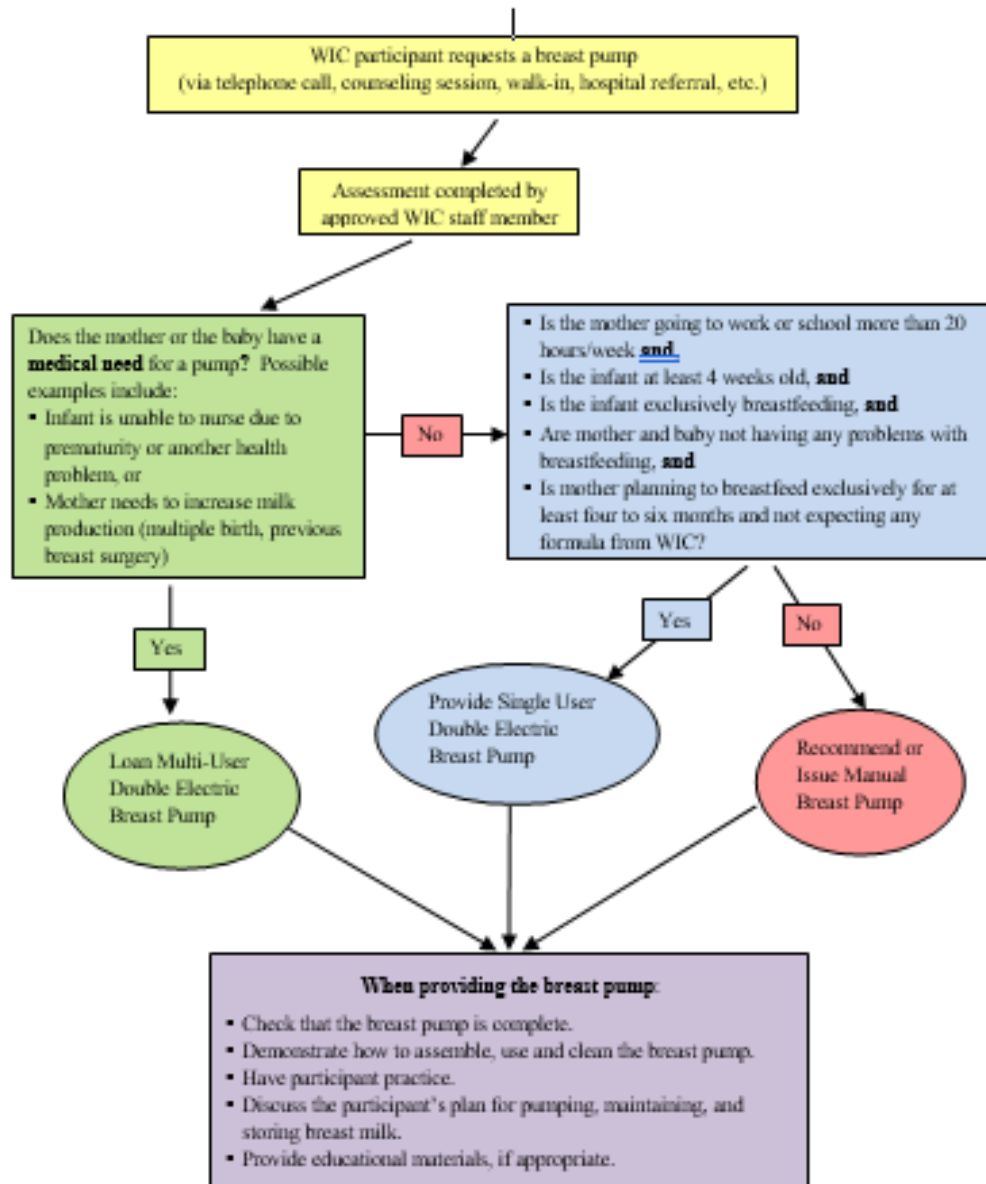 WIC participant requests a breast pump
(via telephone call, counseling session, walk-in, hospital referral, etc.)
Assessment completed by
approved WIC staff member
Does the mother or the baby have a
medical need for a pump? Possible
examples include:
▪ Infant is unable to nurse due to
prematurity or another health
problem, or
▪ Mother needs to increase milk
production (multiple birth, previous
breast surgery)
No
▪ Is the mother going to work or school more than 20
hours/week and
▪ Is the infant at least 4 weeks old, and
▪ Is the infant exclusively breastfeeding, and
▪ Are mother and baby not having any problems with
breastfeeding, and
▪ Is mother planning to breastfeed exclusively for at
least four to six months and not expecting any
formula from WIC?
Yes
Yes
No
Loan Multi-User
Double Electric
Breast Pump
Provide Single User
Double Electric
Breast Pump
Recommend or
Issue Manual
Breast Pump
When providing the breast pump:
▪ Check that the breast pump is complete.
▪ Demonstrate how to assemble, use and clean the breast pump.
▪ Have participant practice.
▪ Discuss the participant's plan for pumping, maintaining, and
storing breast milk.
▪ Provide educational materials, if appropriate.